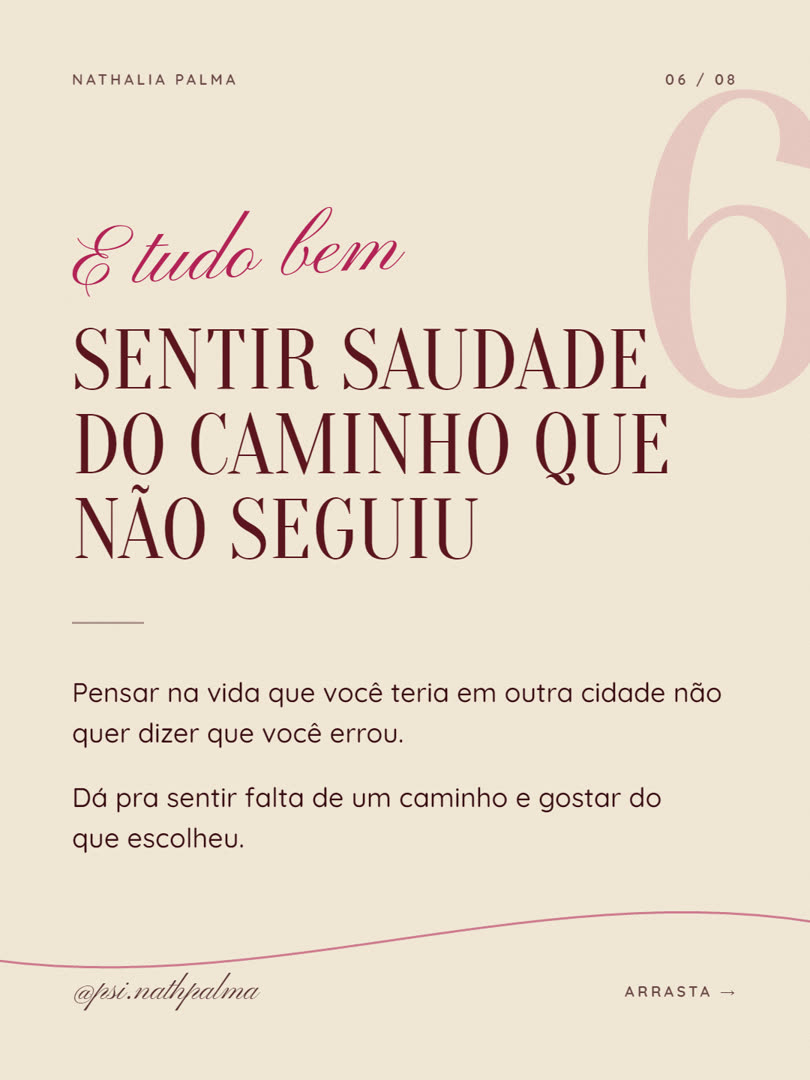 NATHALIA PALMA
06 / 08
6
E tudo bem
SENTIR SAUDADE
DO CAMINHO QUE
NÃO SEGUIU
Pensar na vida que você teria em outra cidade não
quer dizer que você errou.
Dá pra sentir falta de um caminho e gostar do
que escolheu.
@psi.nathpalma
ARRASTA →